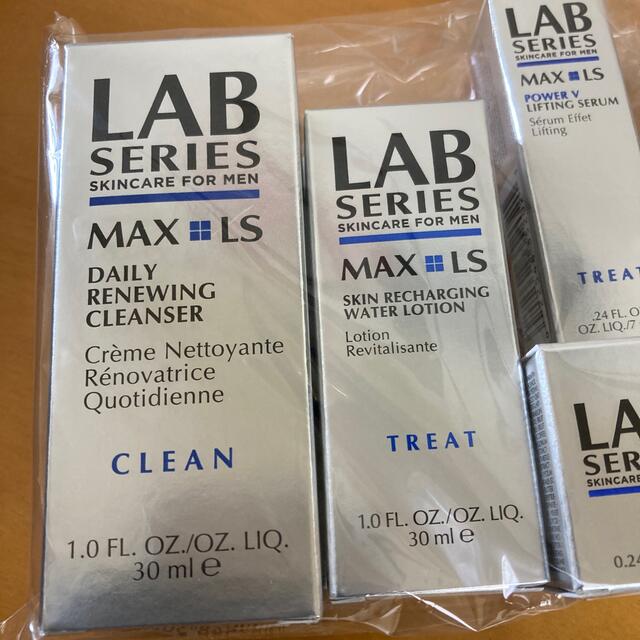 LAB
SERIES
SKINCARE FOR MEN
MAX LS
DAILY
RENEWING
CLEANSER
Crème Nettoyante
Rénovatrice
Quotidienne
CLEAN
1.0 FL. OZ./OZ. LIQ.
30 ml e
LAB
SERIES
SKINCARE FOR MEN
MAX LS
SKIN RECHARGING
WATER LOTION
Lotion
Revitalisante
TREAT
1.0 FL. OZ./OZ. LIQ.
30 ml e
LAB
SERIES
SKINCARE FOR MEN
MAX LS
POWER V
LIFTING SERUM
Sérum Effet
Lifting
TREAT
.24 FL. O
OZ. LIQ./7
LA
SER
SKINCARE
0.24